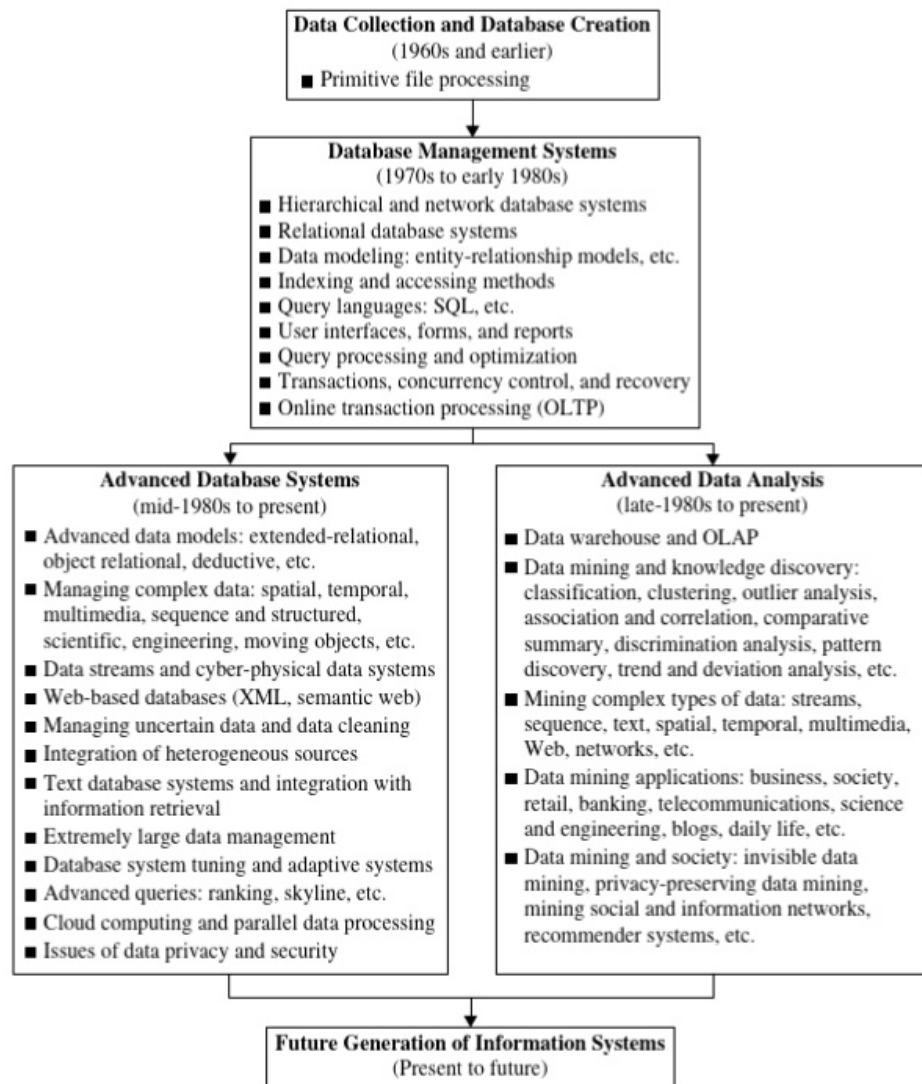 Data Collection and Database Creation
(1960s and earlier)
■ Primitive file processing
Database Management Systems
(1970s to early 1980s)
■ Hierarchical and network database systems
■ Relational database systems
■ Data modeling: entity-relationship models, etc.
■ Indexing and accessing methods
■ Query languages: SQL, etc.
■ User interfaces, forms, and reports
■ Query processing and optimization
■ Transactions, concurrency control, and recovery
■ Online transaction processing (OLTP)
Advanced Database Systems
(mid-1980s to present)
■ Advanced data models: extended-relational,
object relational, deductive, etc.
■ Managing complex data: spatial, temporal,
multimedia, sequence and structured,
scientific, engineering, moving objects, etc.
■ Data streams and cyber-physical data systems
■ Web-based databases (XML, semantic web)
■ Managing uncertain data and data cleaning
■ Integration of heterogeneous sources
■ Text database systems and integration with
information retrieval
■ Extremely large data management
■ Database system tuning and adaptive systems
■ Advanced queries: ranking, skyline, etc.
■ Cloud computing and parallel data processing
■ Issues of data privacy and security
Advanced Data Analysis
(late-1980s to present)
■ Data warehouse and OLAP
■ Data mining and knowledge discovery:
classification, clustering, outlier analysis,
association and correlation, comparative
summary, discrimination analysis, pattern
discovery, trend and deviation analysis, etc.
■ Mining complex types of data: streams,
sequence, text, spatial, temporal, multimedia,
Web, networks, etc.
■ Data mining applications: business, society,
retail, banking, telecommunications, science
and engineering, blogs, daily life, etc.
■ Data mining and society: invisible data
mining, privacy-preserving data mining,
mining social and information networks,
recommender systems, etc.
Future Generation of Information Systems
(Present to future)